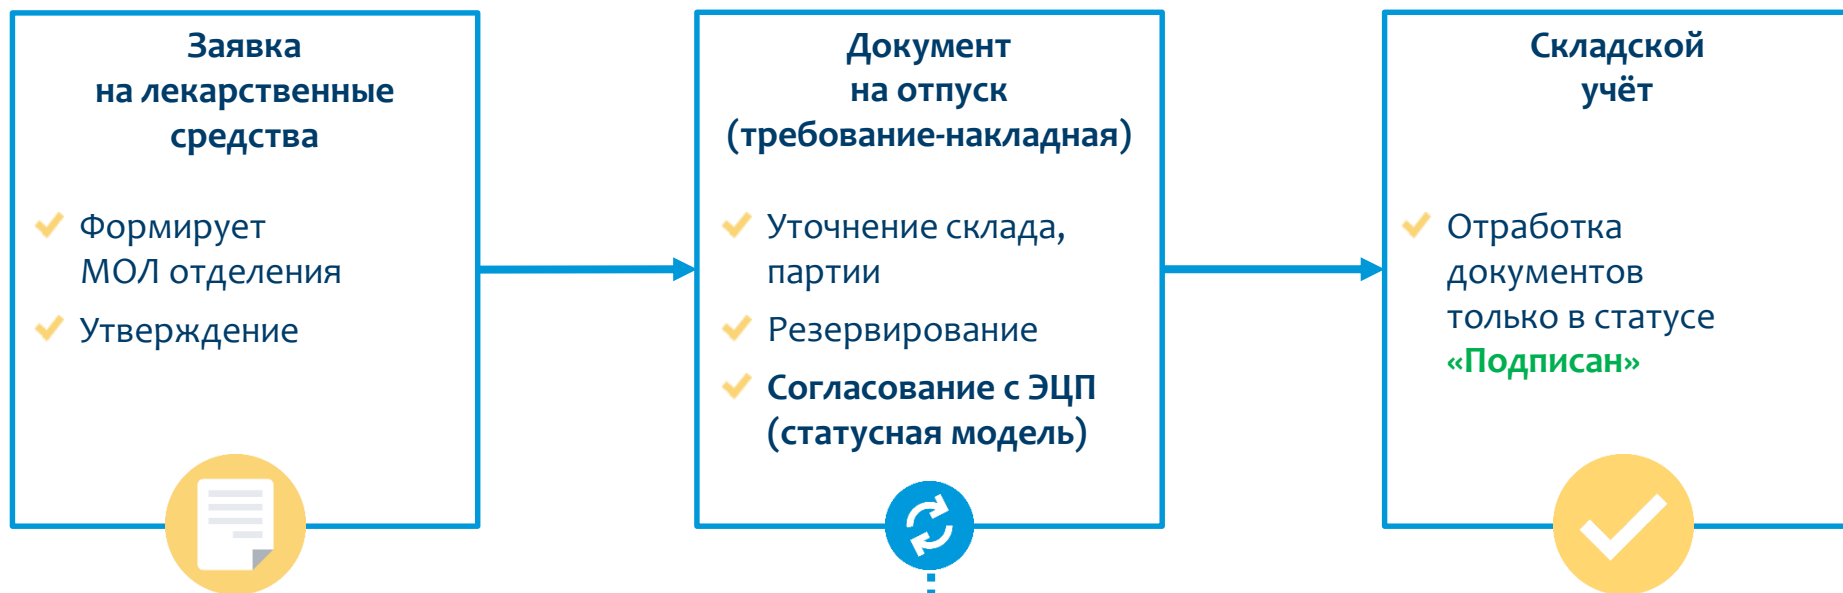 Заявка
на лекарственные
средства
Формирует
МОЛ отделения
Утверждение
Документ
на отпуск
(требование-накладная)
Уточнение склада,
партии
Резервирование
Согласование с ЭЦП
(статусная модель)
Складской
учёт
Отработка
документов
только в статусе
«Подписан»